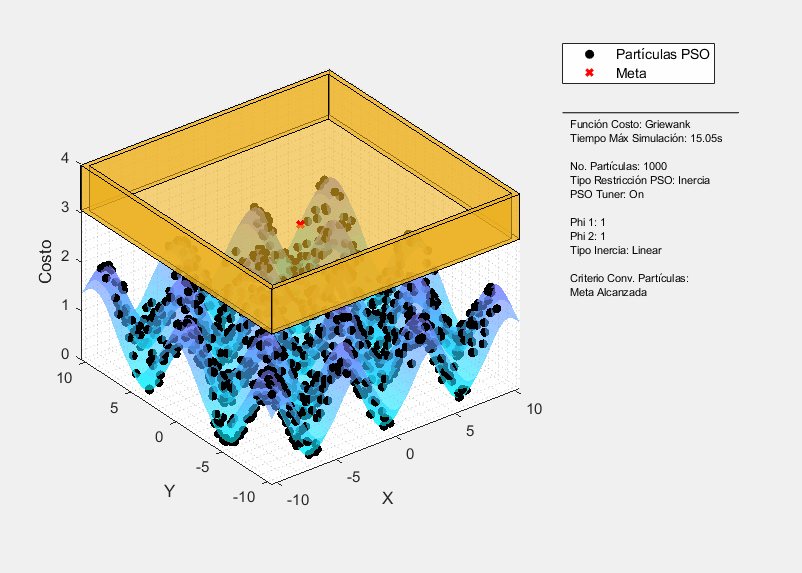 Partículas PSO
Meta
Función Costo: Griewank
Tiempo Máx Simulación: 15.05s
No. Partículas: 1000
Tipo Restricción PSO: Inercia
PSO Tuner: On
Phi 1: 1
Phi 2: 1
Tipo Inercia: Linear
Criterio Conv. Partículas:
Meta Alcanzada
4
3
2
1
0
Costo
10
5
0
-5
-10
Y
-10
-5
0
5
10
X